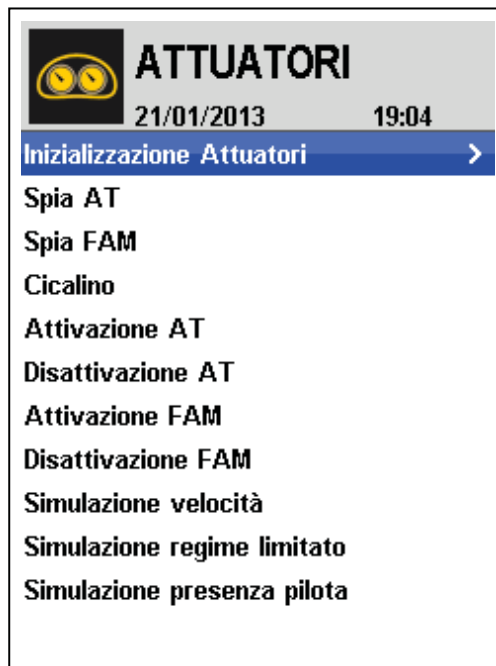 ATTUATORI
21/01/2013 19:04
Inizializzazione Attuatori >
Spia AT
Spia FAM
Cicalino
Attivazione AT
Disattivazione AT
Attivazione FAM
Disattivazione FAM
Simulazione velocità
Simulazione regime limitato
Simulazione presenza pilota